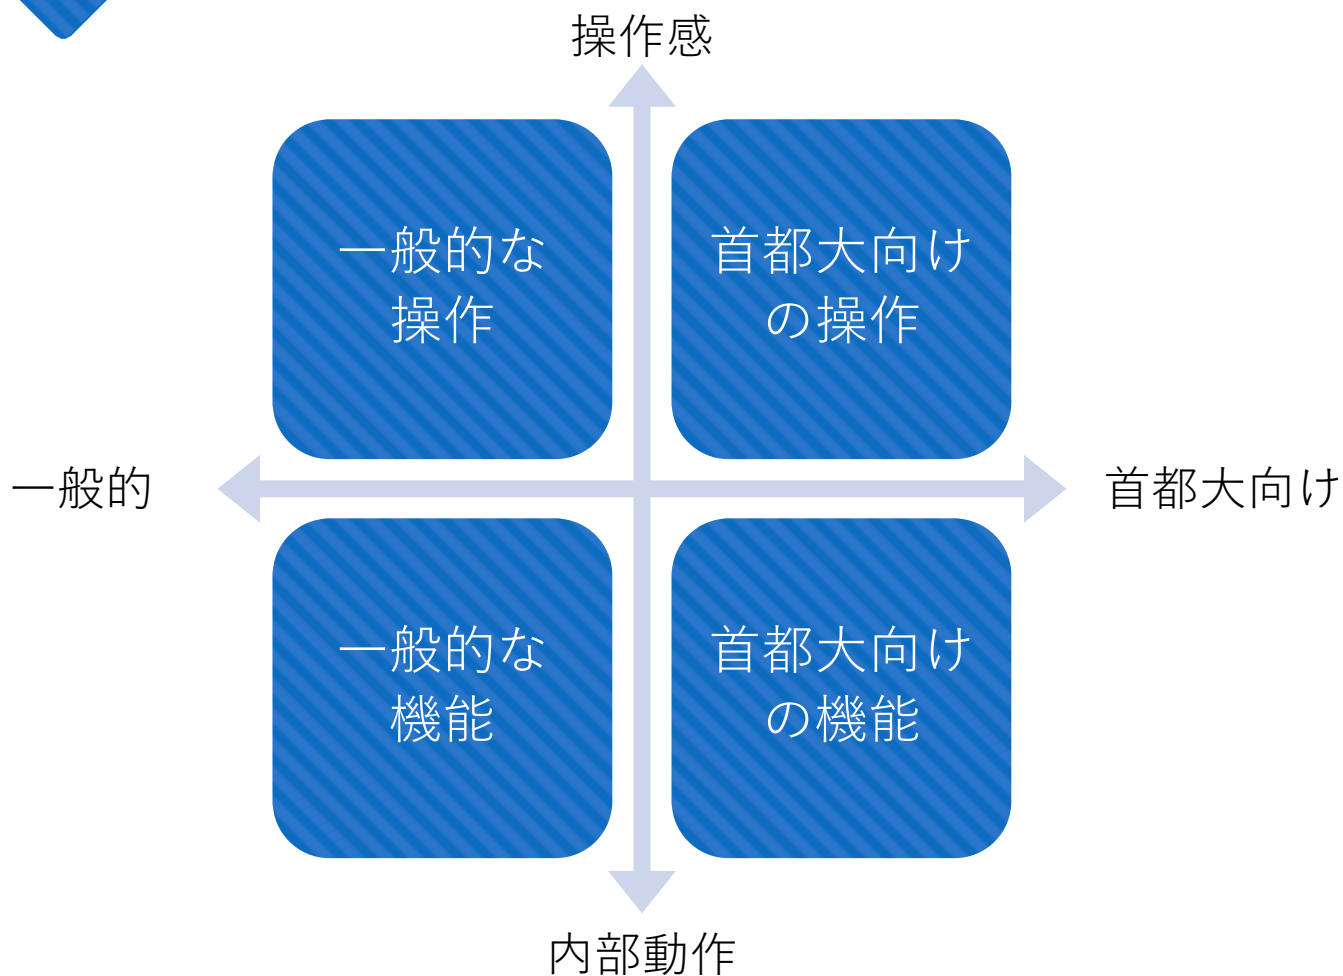 操作感
一般的な
操作
首都大向け
の操作
一般的
首都大向け
一般的な
機能
首都大向け
の機能
内部動作